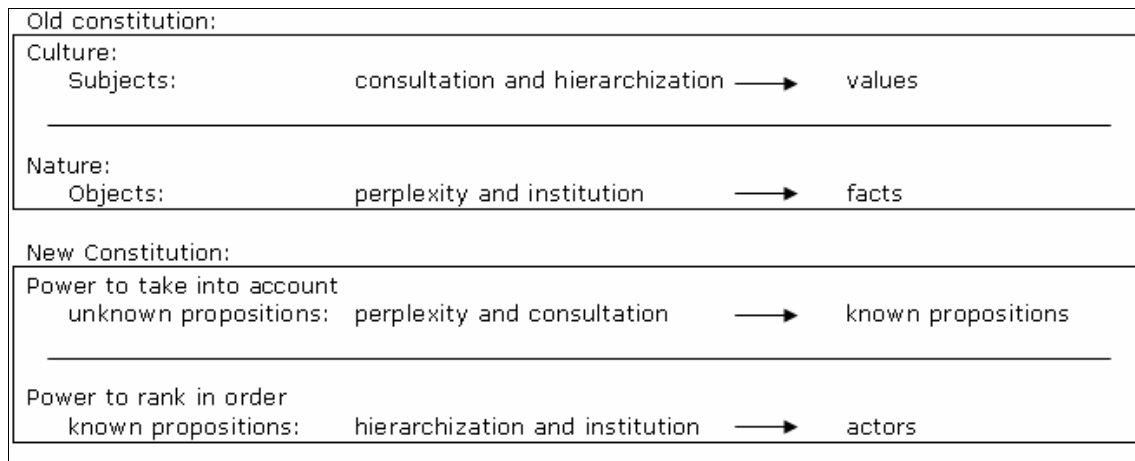 Old constitution:
Culture:
Subjects: consultation and hierarchization values
Nature:
Objects: perplexity and institution facts
New Constitution:
Power to take into account
unknown propositions: perplexity and consultation known propositions
Power to rank in order
known propositions: hierarchization and institution actors